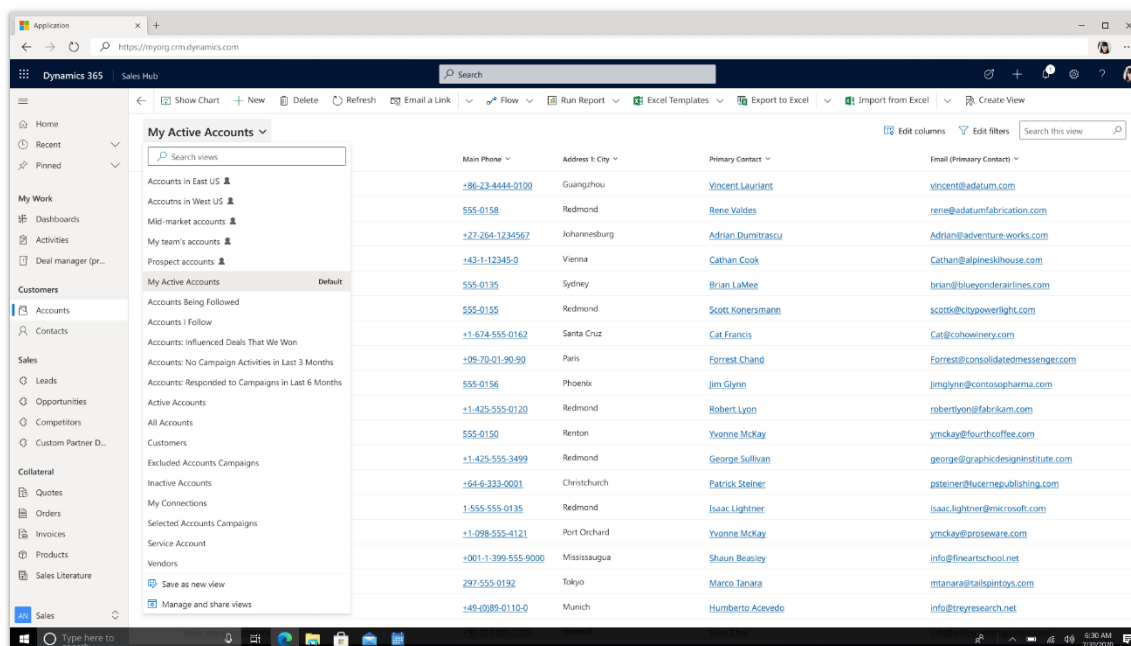 Application
https://myorg.crm.dynamics.com
Dynamics 365 Sales Hub
Search
Show Chart New Delete Refresh Email a Link Flow Run Report Excel Templates Export to Excel Import from Excel Create View
Home
Recent
Pinned
My Work
Dashboards
Activities
Deal manager (pr...
Customers
Accounts
Contacts
Sales
Leads
Opportunities
Competitors
Custom Partner D...
Collateral
Quotes
Orders
Invoices
Products
Sales Literature
AN Sales
My Active Accounts
Edit columns Edit filters Search this view
Search views
Accounts in East US
Accoutns in West US
Mid-market accounts
My team's accounts
Prospect accounts
My Active Accounts Default
Accounts Being Followed
Accounts I Follow
Accounts: Influenced Deals That We Won
Accounts: No Campaign Activities in Last 3 Months
Accounts: Responded to Campaigns in Last 6 Months
Active Accounts
All Accounts
Customers
Excluded Accounts Campaigns
Inactive Accounts
My Connections
Selected Accounts Campaigns
Service Account
Vendors
Save as new view
Manage and share views
Main Phone Address 1: City Primary Contact Email (Primaary Contact)
+86-23-4444-0100 Guangzhou Vincent Lauriant vincent@adatum.com
555-0158 Redmond Rene Valdes rene@adatumfabrication.com
+27-264-1234567 Johannesburg Adrian Dumitrascu Adrian@adventure-works.com
+43-1-12345-0 Vienna Cathan Cook Cathan@alpineskihouse.com
555-0135 Sydney Brian LaMee brian@blueyonderairlines.com
555-0155 Redmond Scott Konersmann scottk@citypowerlight.com
+1-674-555-0162 Santa Cruz Cat Francis Cat@cohowinery.com
+09-70-01-90-90 Paris Forrest Chand Forrest@consolidatedmessenger.com
555-0156 Phoenix Jim Glynn Jimglynn@contosopharma.com
+1-425-555-0120 Redmond Robert Lyon robertlyon@fabrikam.com
555-0150 Renton Yvonne McKay ymckay@fourthcoffee.com
+1-425-555-3499 Redmond George Sullivan george@graphicdesigninstitute.com
+64-6-333-0001 Christchurch Patrick Steiner psteiner@lucernepublishing.com
1-555-555-0135 Redmond Isaac Lightner isaac.lightner@microsoft.com
+1-098-555-4121 Port Orchard Yvonne McKay ymckay@proseware.com
+001-1-399-555-9000 Mississaugua Shaun Beasley info@fineartschool.net
297-555-0192 Tokyo Marco Tanara mtanara@tailspintoys.com
+49-(0)89-0110-0 Munich Humberto Acevedo info@treyresearch.net
Type here to
6:30 AM
7/30/2020